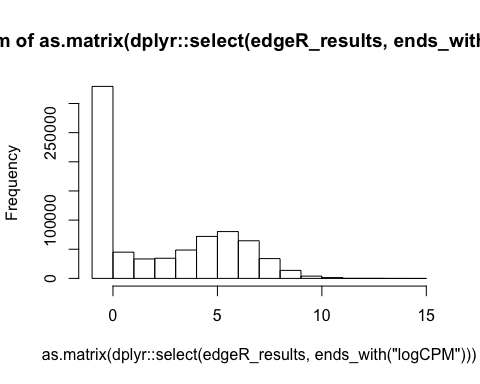 m of as.matrix(dplyr::select(edgeR_results, ends_with
Frequency
250000
100000
0
0 5 10 15
as.matrix(dplyr::select(edgeR_results, ends_with("logCPM")))